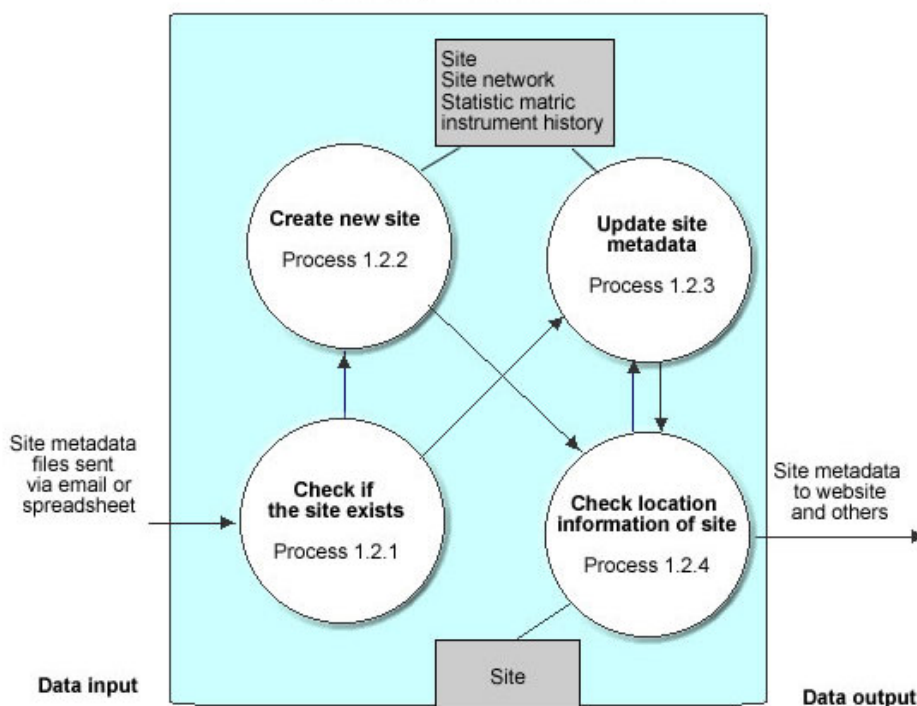 Site
Site network
Statistic matric
instrument history
Create new site
Process 1.2.2
Update site
metadata
Process 1.2.3
Site metadata
files sent
via email or
spreadsheet
Check if
the site exists
Process 1.2.1
Check location
information of site
Process 1.2.4
Site metadata
to website
and others
Site
Data input
Data output